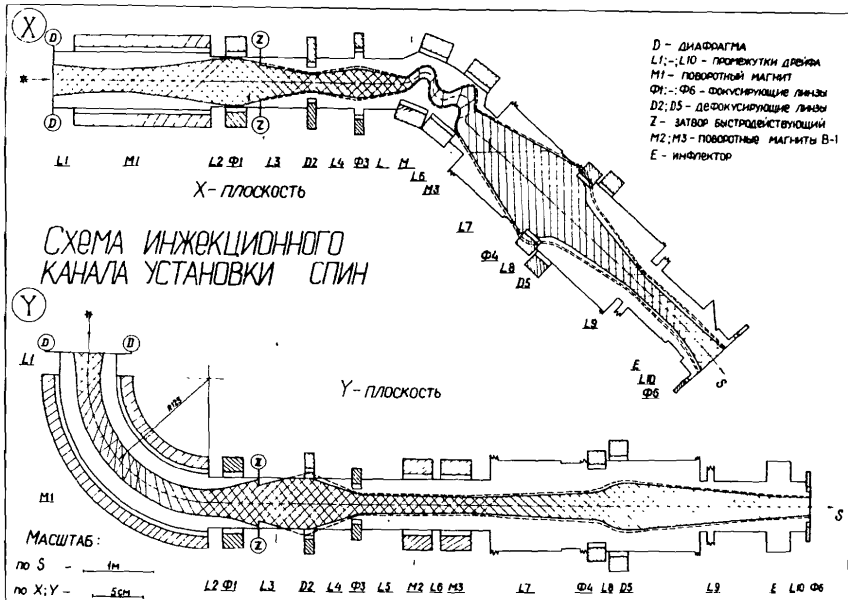 X
D
Z
D
Z
L1 M1 L2 Ф1 L3 D2 L4 Ф3 L M
L6
M3
X - ПЛОСКОСТЬ
L7
Ф4
L8
D5
L9
E
L10
Ф6
S
D - ДИАФРАГМА
L1;-;L10 - ПРОМЕЖУТКИ ДРЕЙФА
M1 - ПОВОРОТНЫЙ МАГНИТ
Ф1;-;Ф6 - ФОКУСИРУЮЩИЕ ЛИНЗЫ
D2;D5 - ДЕФОКУСИРУЮЩИЕ ЛИНЗЫ
Z - ЗАТВОР БЫСТРОДЕЙСТВУЮЩИЙ
M2;M3 - ПОВОРОТНЫЕ МАГНИТЫ В-1
E - ИНФЛЕКТОР
СХЕМА ИНЖЕКЦИОННОГО
КАНАЛА УСТАНОВКИ СПИН
Y
D D
L1
R125
Y - ПЛОСКОСТЬ
Z
Z
S
M1
МАСШТАБ:
ПО S - 1М
ПО X;Y - 5СМ
L2 Ф1 L3 D2 L4 Ф3 L5 M2 L6 M3 L7 Ф4 L8 D5 L9 E L10 Ф6